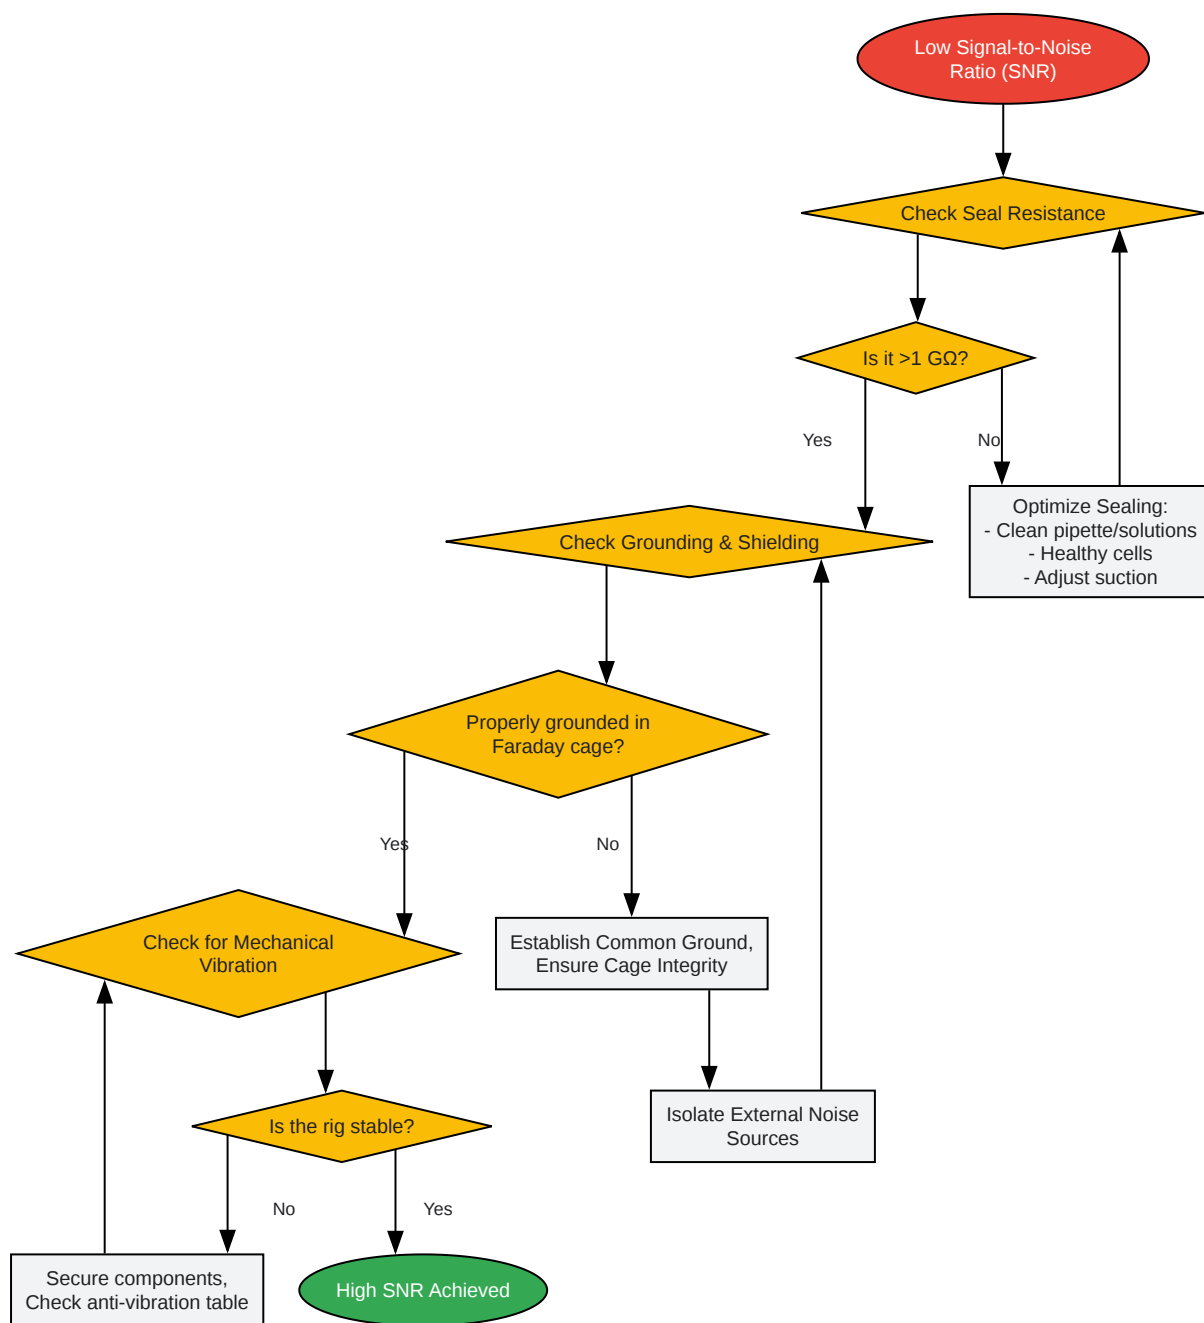 Low Signal-to-Noise
Ratio (SNR)
Check Seal Resistance
Is it >1 GΩ?
Yes
No
Optimize Sealing:
- Clean pipette/solutions
- Healthy cells
- Adjust suction
Check Grounding & Shielding
Properly grounded in
Faraday cage?
Yes
No
Check for Mechanical
Vibration
Establish Common Ground,
Ensure Cage Integrity
Is the rig stable?
Isolate External Noise
Sources
No
Yes
Secure components,
Check anti-vibration table
High SNR Achieved